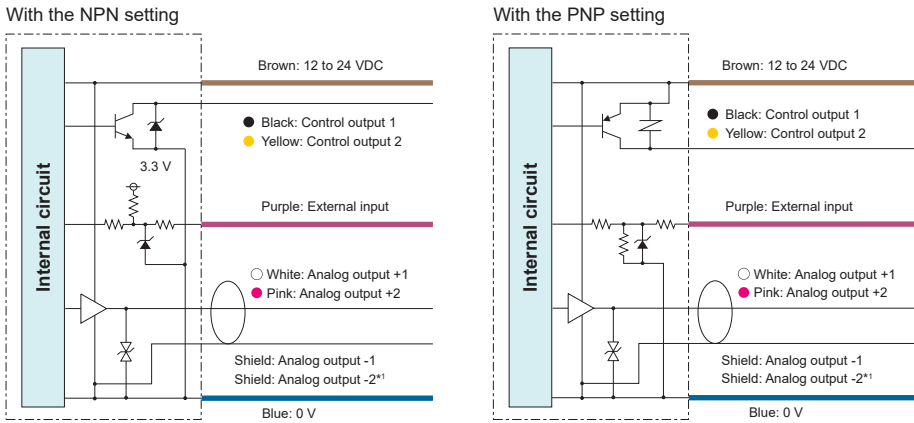 With the NPN setting
Internal circuit
Brown: 12 to 24 VDC
Black: Control output 1
Yellow: Control output 2
3.3 V
Purple: External input
White: Analog output +1
Pink: Analog output +2
Shield: Analog output -1
Shield: Analog output -2*1
Blue: 0 V
With the PNP setting
Internal circuit
Brown: 12 to 24 VDC
Black: Control output 1
Yellow: Control output 2
Purple: External input
White: Analog output +1
Pink: Analog output +2
Shield: Analog output -1
Shield: Analog output -2*1
Blue: 0 V